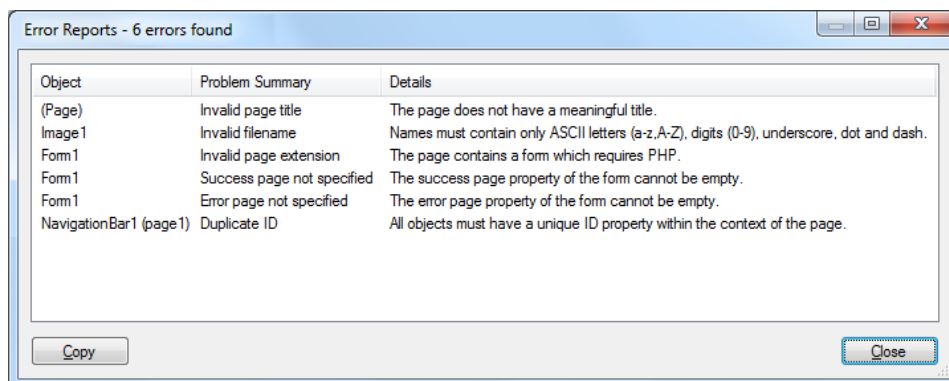 Error Reports - 6 errors found
Object Problem Summary Details
(Page) Invalid page title The page does not have a meaningful title.
Image1 Invalid filename Names must contain only ASCII letters (a-z,A-Z), digits (0-9), underscore, dot and dash.
Form1 Invalid page extension The page contains a form which requires PHP.
Form1 Success page not specified The success page property of the form cannot be empty.
Form1 Error page not specified The error page property of the form cannot be empty.
NavigationBar1 (page1) Duplicate ID All objects must have a unique ID property within the context of the page.
Copy Close